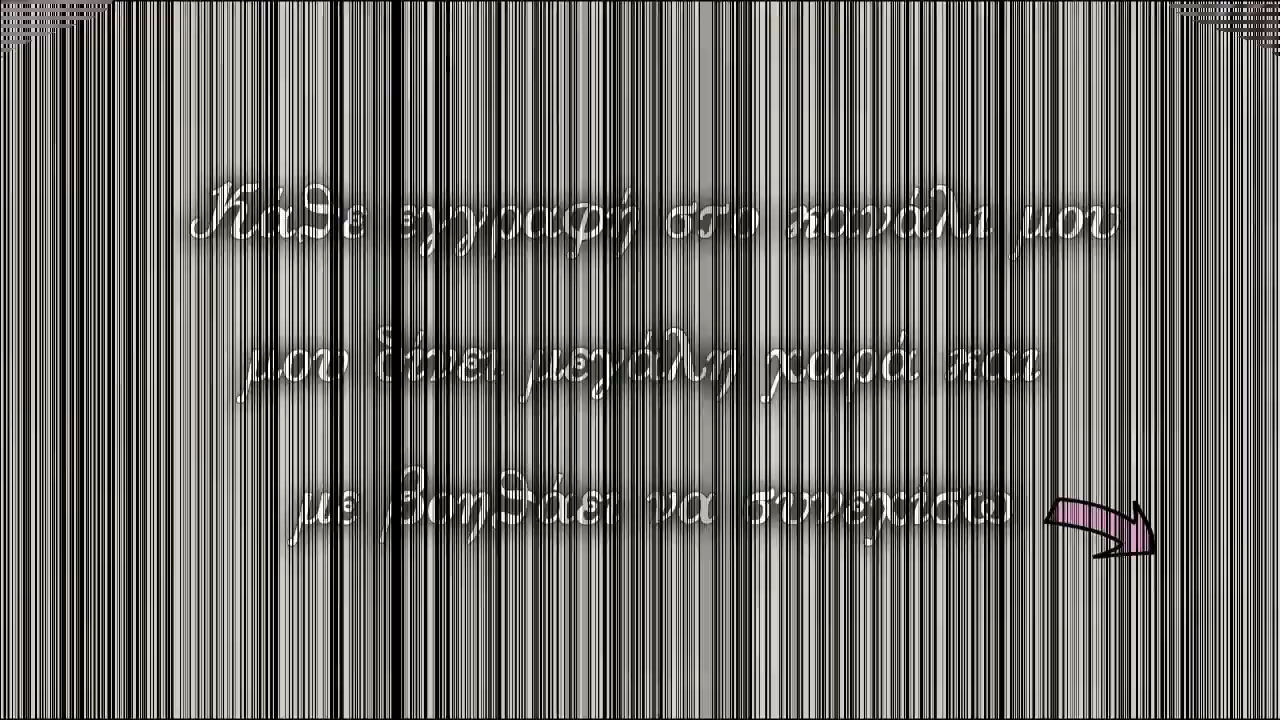 Κάθε εγγραφή στο κανάλι μου
μου δίνει μεγάλη χαρά και
με βοηθάει να συνεχίσω